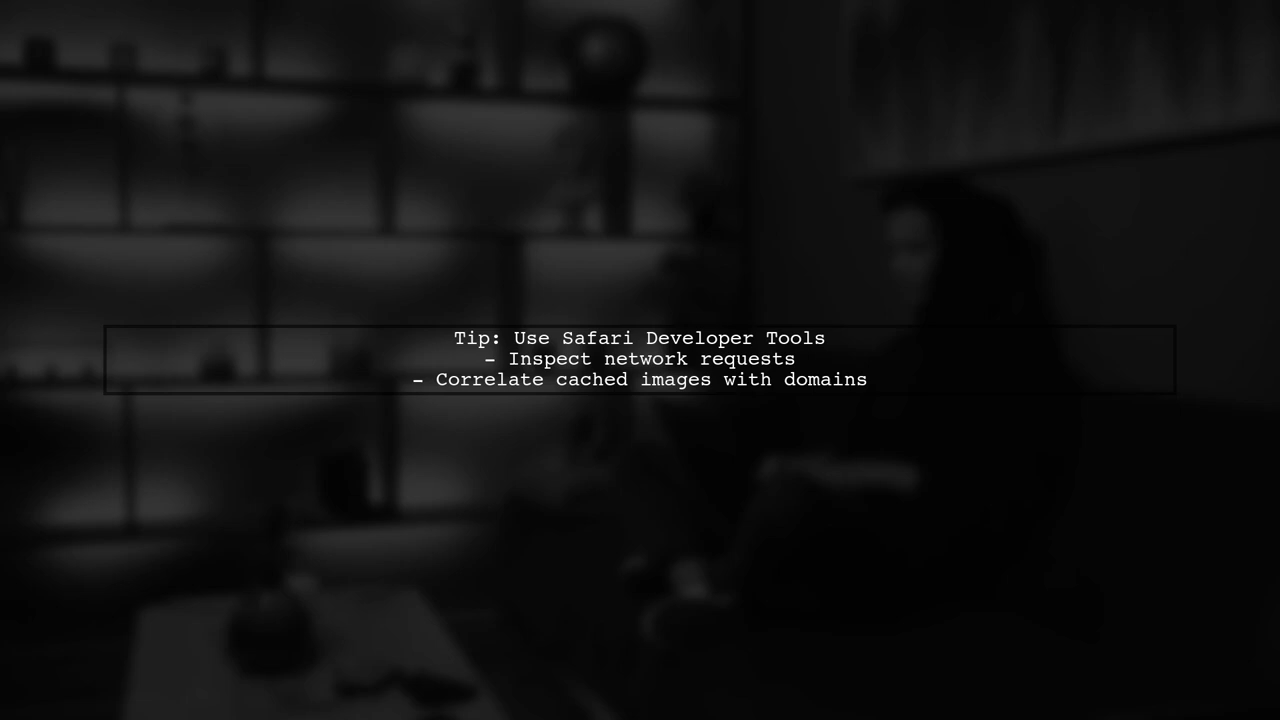 Tip: Use Safari Developer Tools
- Inspect network requests
- Correlate cached images with domains